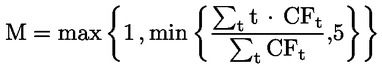 M = max { 1 , min { ∑ₜ t · CFₜ / ∑ₜ CFₜ , 5 } }